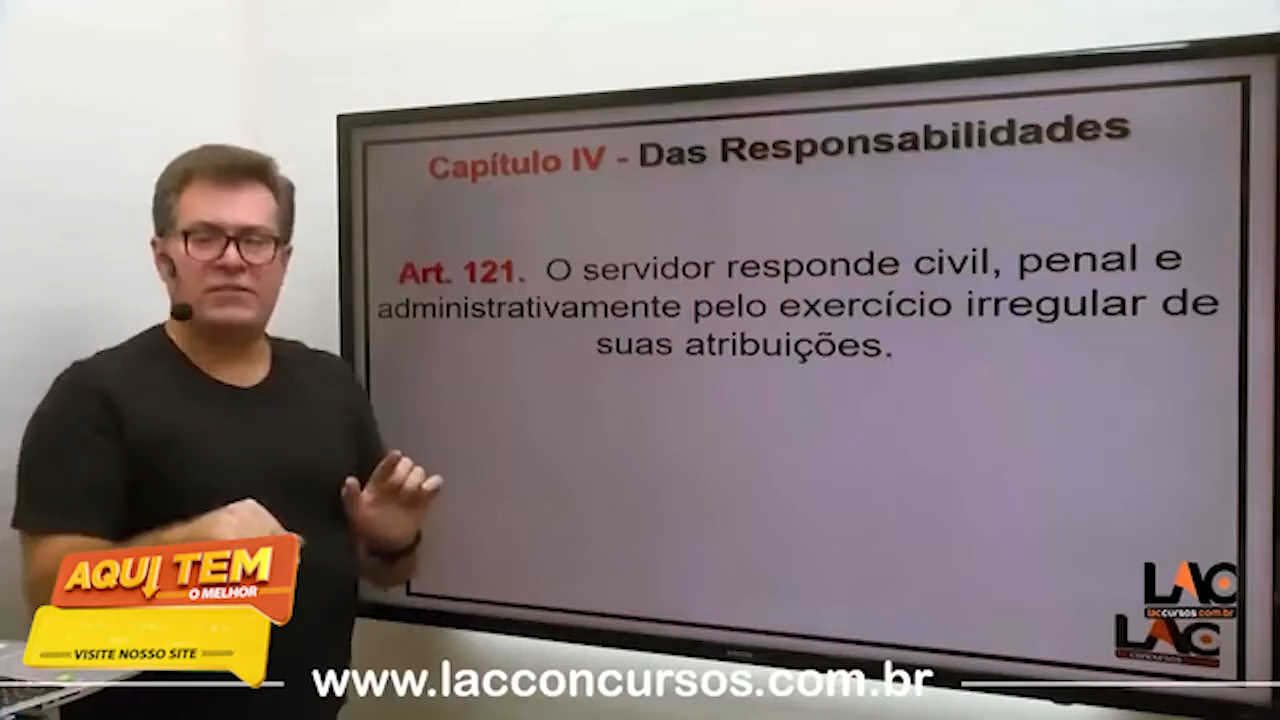 Capítulo IV - Das Responsabilidades
Art. 121. O servidor responde civil, penal e
administrativamente pelo exercício irregular de
suas atribuições.
LAC
laccursos.com.br
LAC
CONCURSOS
AQUI TEM
O MELHOR
VISITE NOSSO SITE
www.lacconcursos.com.br